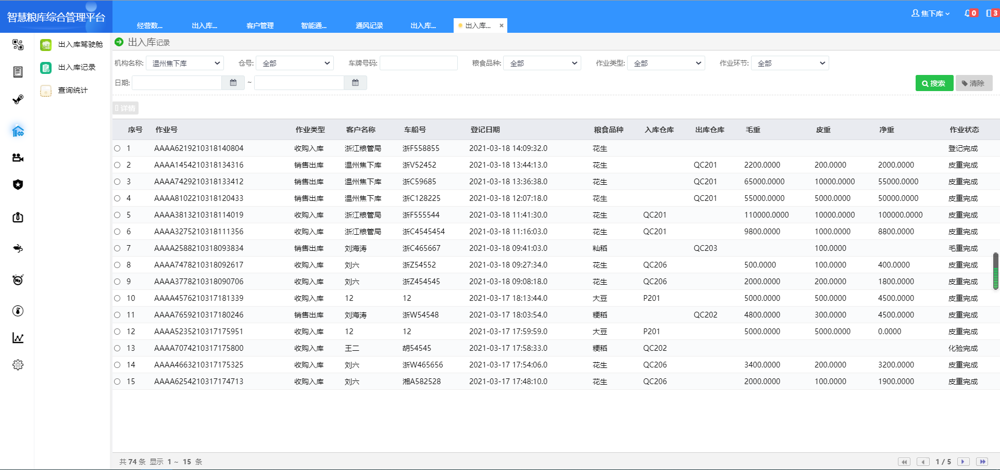 智慧粮库综合管理平台
经营数... 出入库... 客户管理 智能通... 通风记录 出入库... 出入库... ×
焦下库 0 3
出入库驾驶舱
出入库记录
查询统计
出入库记录
机构名称: 温州焦下库 仓号: 全部 车牌号码: 粮食品种: 全部 作业类型: 全部 作业环节: 全部
日期: ~ 搜索 清除
详情
序号 作业号 作业类型 客户名称 车船号 登记日期 粮食品种 入库仓库 出库仓库 毛重 皮重 净重 作业状态
1 AAAA6219210318140804 收购入库 浙江粮管局 浙F558855 2021-03-18 14:09:32.0 花生 登记完成
2 AAAA1454210318134316 销售出库 温州焦下库 浙V52452 2021-03-18 13:44:13.0 花生 QC201 2200.0000 200.0000 2000.0000 皮重完成
3 AAAA7429210318133412 销售出库 温州焦下库 浙C59685 2021-03-18 13:36:38.0 花生 QC201 65000.0000 10000.0000 55000.0000 皮重完成
4 AAAA8102210318120433 销售出库 温州焦下库 浙C128225 2021-03-18 12:07:18.0 花生 QC201 55000.0000 5000.0000 50000.0000 皮重完成
5 AAAA3813210318114019 收购入库 浙江粮管局 浙F555544 2021-03-18 11:41:30.0 花生 QC201 110000.0000 10000.0000 100000.0000 皮重完成
6 AAAA3275210318111356 收购入库 浙江粮管局 浙C4545454 2021-03-18 11:16:03.0 花生 QC201 9800.0000 1000.0000 8800.0000 皮重完成
7 AAAA2588210318093834 销售出库 刘海涛 浙C465667 2021-03-18 09:41:03.0 籼稻 QC203 100.0000 毛重完成
8 AAAA7478210318092617 收购入库 刘六 浙Z54552 2021-03-18 09:27:34.0 花生 QC206 500.0000 100.0000 400.0000 皮重完成
9 AAAA3778210318090706 收购入库 刘六 浙Z454545 2021-03-18 09:08:18.0 花生 QC206 2000.0000 200.0000 1800.0000 皮重完成
10 AAAA4576210317181339 收购入库 12 12 2021-03-17 18:13:44.0 大豆 P201 5000.0000 500.0000 4500.0000 皮重完成
11 AAAA7659210317180246 销售出库 刘海涛 浙W54548 2021-03-17 18:03:54.0 粳稻 QC202 4800.0000 300.0000 4500.0000 皮重完成
12 AAAA5235210317175951 收购入库 12 12 2021-03-17 17:59:59.0 大豆 P201 5000.0000 5000.0000 0.0000 皮重完成
13 AAAA7074210317175800 收购入库 王二 胡54545 2021-03-17 17:58:33.0 粳稻 QC202 化验完成
14 AAAA4663210317175325 收购入库 刘六 浙W465656 2021-03-17 17:54:06.0 花生 QC206 3400.0000 200.0000 3200.0000 皮重完成
15 AAAA6254210317174713 收购入库 刘六 湘A582528 2021-03-17 17:48:10.0 花生 QC206 2000.0000 100.0000 1900.0000 皮重完成
共 74 条 显示 1 ~ 15 条 1 / 5